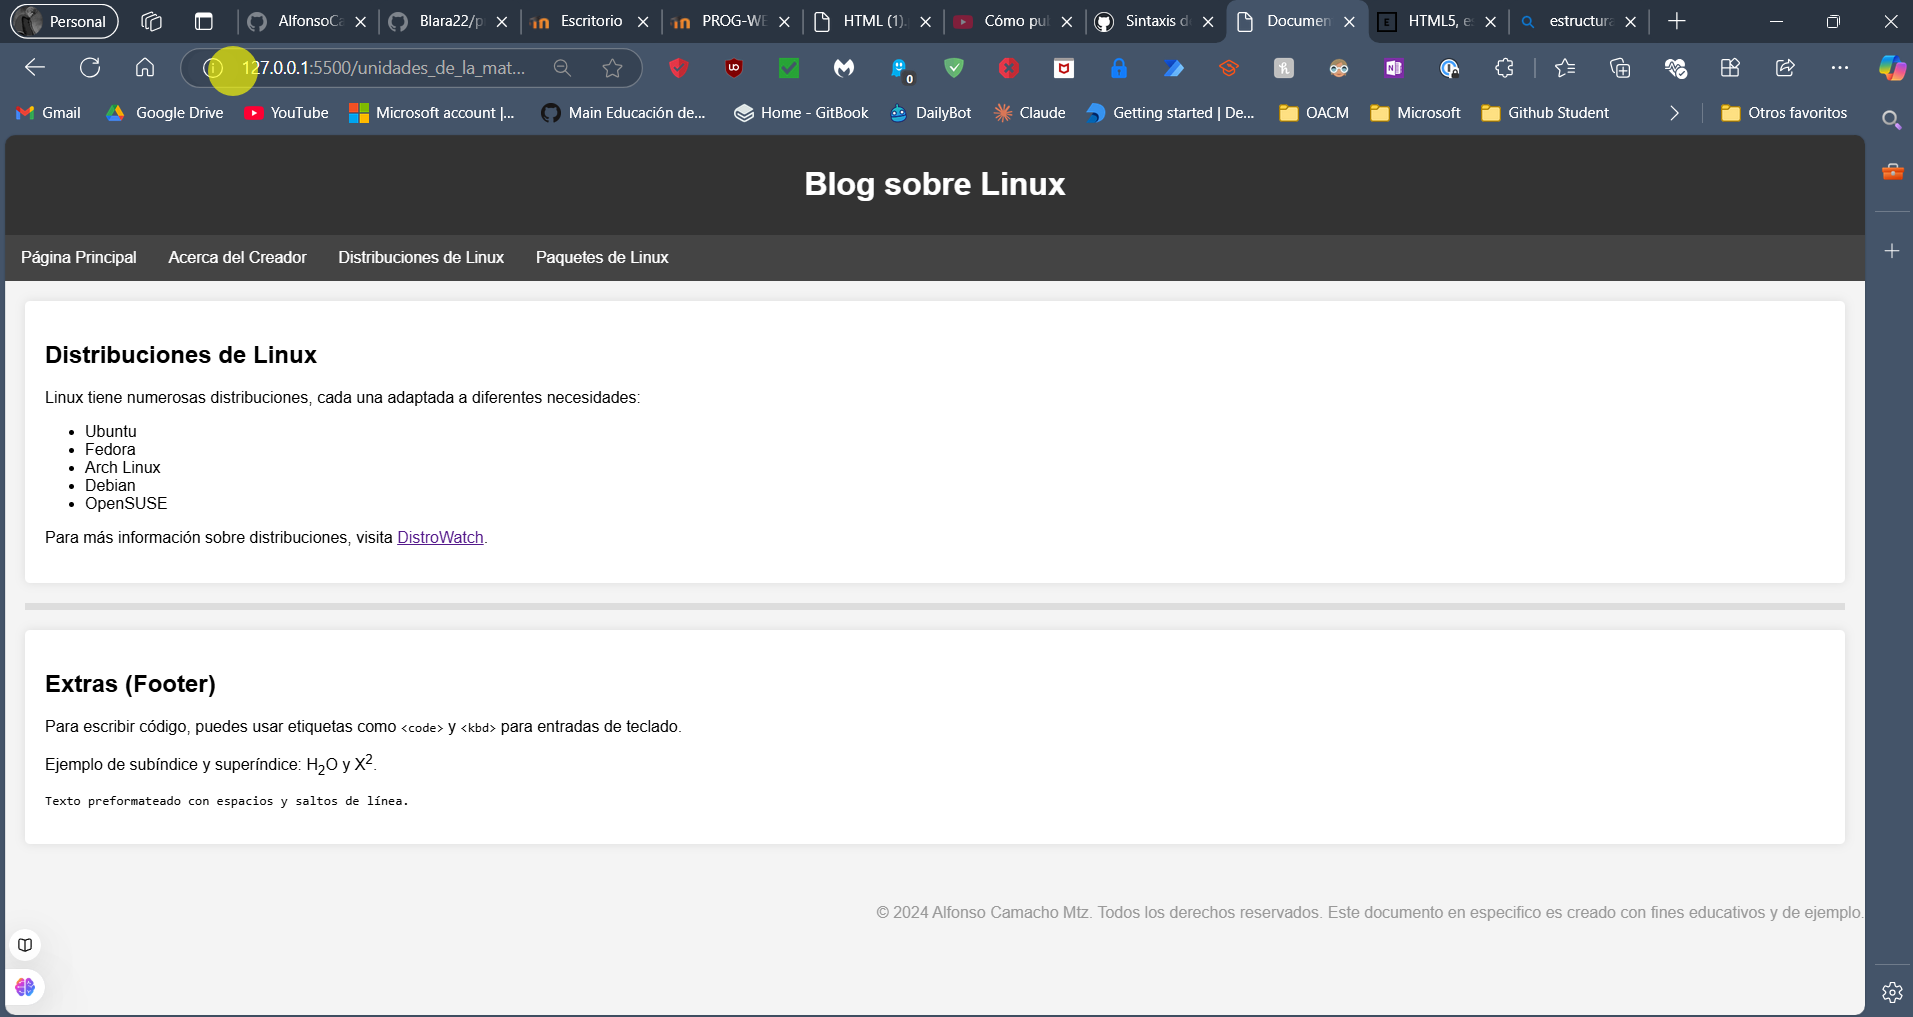 Personal AlfonsoCa Blara22/p Escritorio PROG-WE HTML (1). Cómo pu Sintaxis d Documen HTML5, e estructura
127.0.0.1:5500/unidades_de_la_mat...
0
Gmail Google Drive YouTube Microsoft account |... Main Educación de... Home - GitBook DailyBot Claude Getting started | De... OACM Microsoft Github Student Otros favoritos
Blog sobre Linux
Página Principal Acerca del Creador Distribuciones de Linux Paquetes de Linux
Distribuciones de Linux
Linux tiene numerosas distribuciones, cada una adaptada a diferentes necesidades:
• Ubuntu
• Fedora
• Arch Linux
• Debian
• OpenSUSE
Para más información sobre distribuciones, visita DistroWatch.
Extras (Footer)
Para escribir código, puedes usar etiquetas como <code> y <kbd> para entradas de teclado.
Ejemplo de subíndice y superíndice: H₂O y X².
Texto preformateado con espacios y saltos de línea.
© 2024 Alfonso Camacho Mtz. Todos los derechos reservados. Este documento en especifico es creado con fines educativos y de ejemplo.